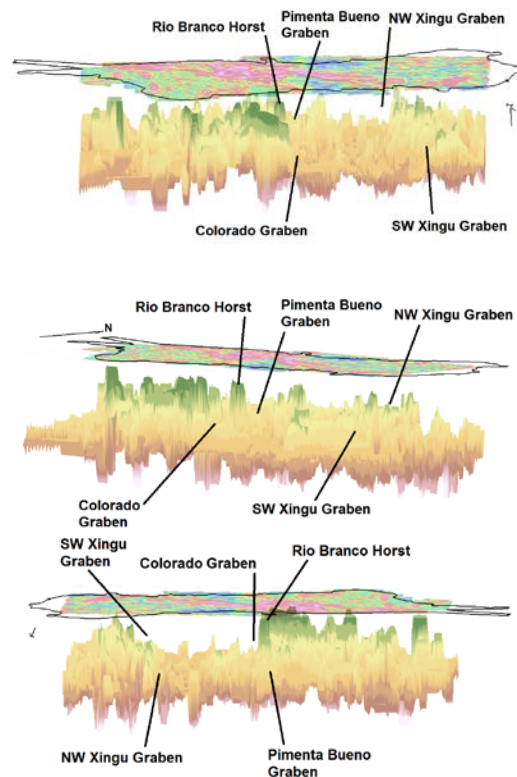 Rio Branco Horst
Pimenta Bueno
Graben
NW Xingu Graben
Colorado Graben
SW Xingu
Graben
N
Rio Branco Horst
Pimenta Bueno
Graben
NW Xingu Graben
Colorado
Graben
SW Xingu Graben
SW Xingu
Graben
Colorado Graben
Rio Branco Horst
NW Xingu Graben
Pimenta Bueno
Graben